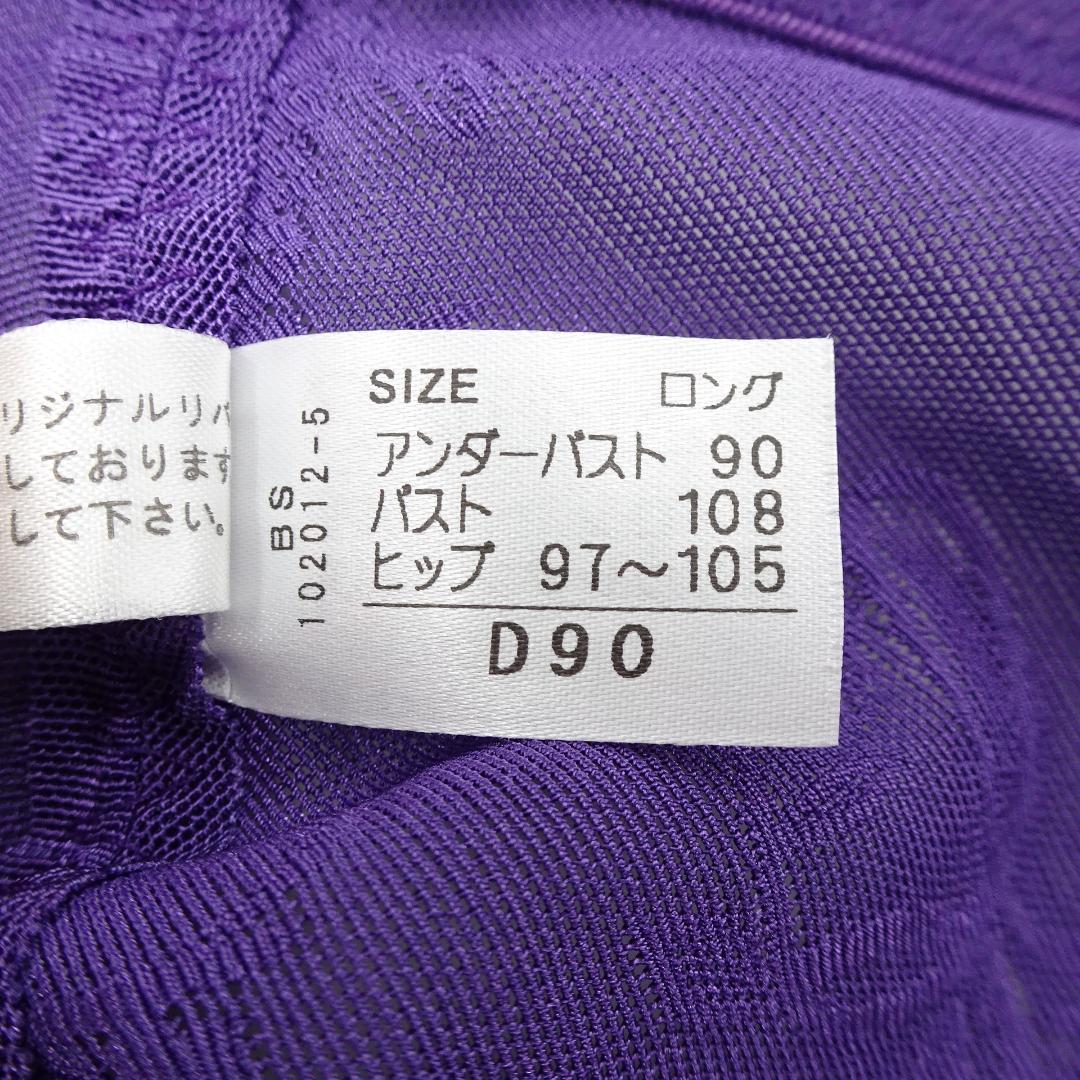 リジナルリバ
しております
して下さい。
BS
102012-5
SIZE ロング
アンダーバスト 90
バスト 108
ヒップ 97～105
D90